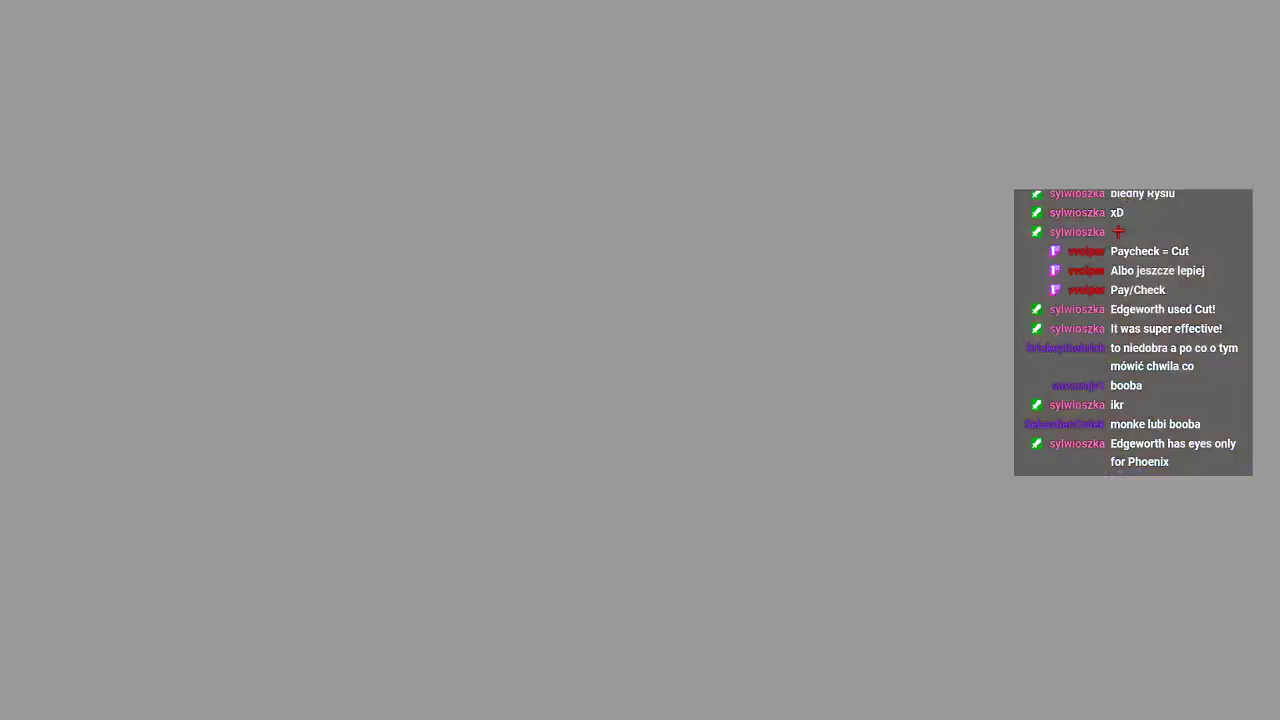 sylwioszka biedny Rysiu
sylwioszka xD
sylwioszka
Paycheck = Cut
Albo jeszcze lepiej
Pay/Check
sylwioszka Edgeworth used Cut!
sylwioszka It was super effective!
to niedobra a po co o tym
mówić chwila co
booba
sylwioszka ikr
monke lubi booba
sylwioszka Edgeworth has eyes only
for Phoenix